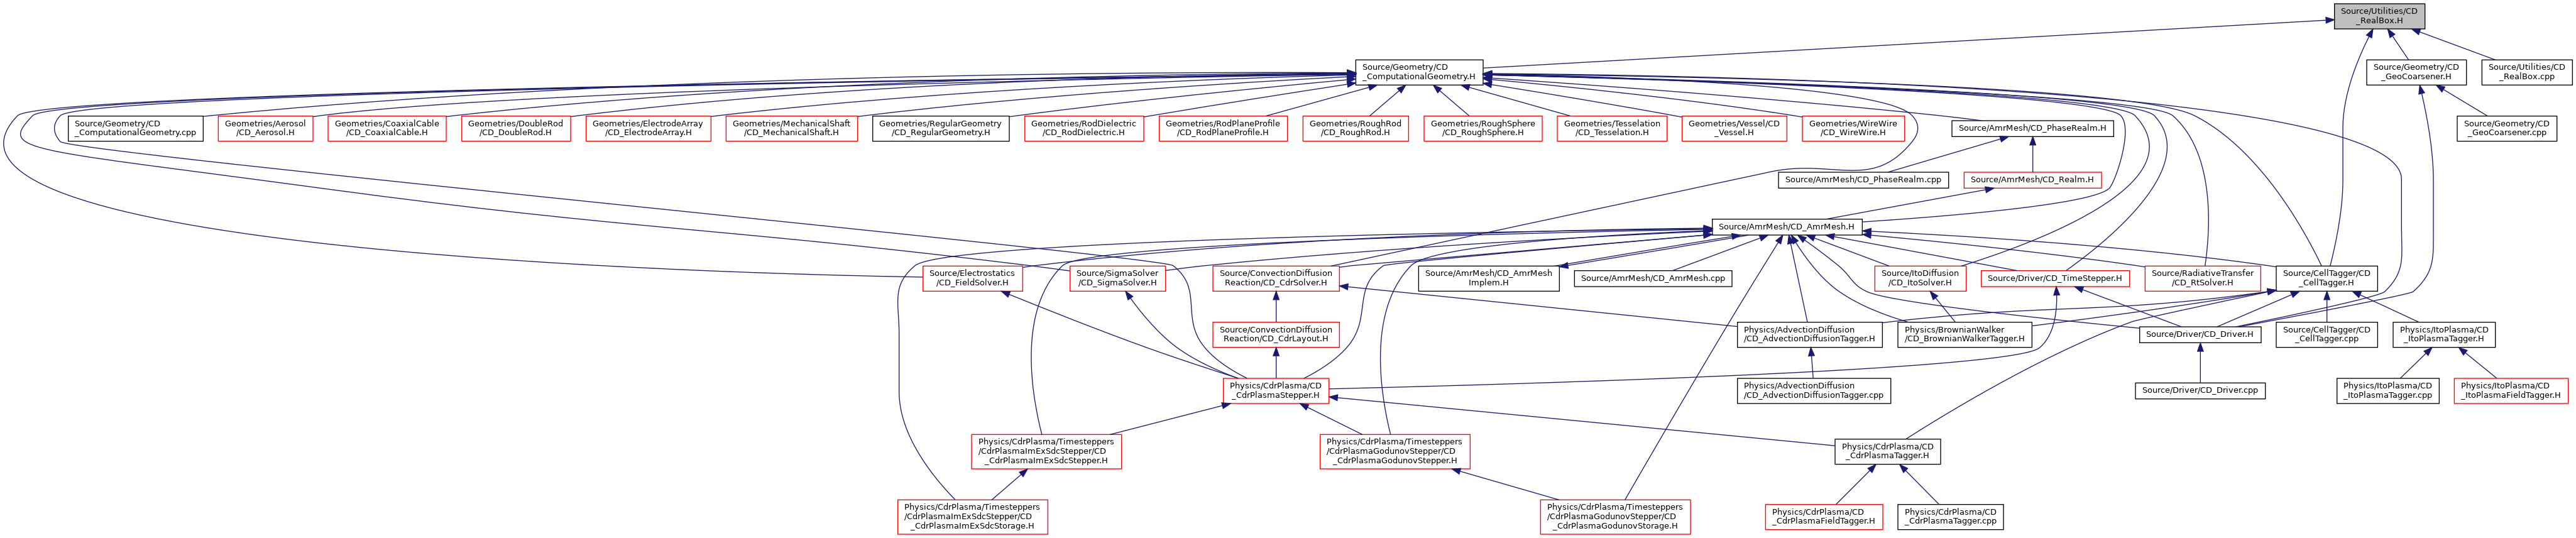 Source/Utilities/CD
_RealBox.H
Source/Geometry/CD
_ComputationalGeometry.H
Source/Geometry/CD
_GeoCoarsener.H
Source/Utilities/CD
_RealBox.cpp
Source/Geometry/CD
_ComputationalGeometry.cpp
Geometries/Aerosol
/CD_Aerosol.H
Geometries/CoaxialCable
/CD_CoaxialCable.H
Geometries/DoubleRod
/CD_DoubleRod.H
Geometries/ElectrodeArray
/CD_ElectrodeArray.H
Geometries/MechanicalShaft
/CD_MechanicalShaft.H
Geometries/RegularGeometry
/CD_RegularGeometry.H
Geometries/RodDielectric
/CD_RodDielectric.H
Geometries/RodPlaneProfile
/CD_RodPlaneProfile.H
Geometries/RoughRod
/CD_RoughRod.H
Geometries/RoughSphere
/CD_RoughSphere.H
Geometries/Tesselation
/CD_Tesselation.H
Geometries/Vessel/CD
_Vessel.H
Geometries/WireWire
/CD_WireWire.H
Source/AmrMesh/CD_PhaseRealm.H
Source/Geometry/CD
_GeoCoarsener.cpp
Source/AmrMesh/CD_PhaseRealm.cpp
Source/AmrMesh/CD_Realm.H
Source/AmrMesh/CD_AmrMesh.H
Source/Electrostatics
/CD_FieldSolver.H
Source/SigmaSolver
/CD_SigmaSolver.H
Source/ConvectionDiffusion
Reaction/CD_CdrSolver.H
Source/AmrMesh/CD_AmrMesh
Implem.H
Source/AmrMesh/CD_AmrMesh.cpp
Source/ItoDiffusion
/CD_ItoSolver.H
Source/Driver/CD_TimeStepper.H
Source/RadiativeTransfer
/CD_RtSolver.H
Source/CellTagger/CD
_CellTagger.H
Source/ConvectionDiffusion
Reaction/CD_CdrLayout.H
Physics/AdvectionDiffusion
/CD_AdvectionDiffusionTagger.H
Physics/BrownianWalker
/CD_BrownianWalkerTagger.H
Source/Driver/CD_Driver.H
Source/CellTagger/CD
_CellTagger.cpp
Physics/ItoPlasma/CD
_ItoPlasmaTagger.H
Physics/CdrPlasma/CD
_CdrPlasmaStepper.H
Physics/AdvectionDiffusion
/CD_AdvectionDiffusionTagger.cpp
Source/Driver/CD_Driver.cpp
Physics/ItoPlasma/CD
_ItoPlasmaTagger.cpp
Physics/ItoPlasma/CD
_ItoPlasmaFieldTagger.H
Physics/CdrPlasma/Timesteppers
/CdrPlasmaImExSdcStepper/CD
_CdrPlasmaImExSdcStepper.H
Physics/CdrPlasma/Timesteppers
/CdrPlasmaGodunovStepper/CD
_CdrPlasmaGodunovStepper.H
Physics/CdrPlasma/CD
_CdrPlasmaTagger.H
Physics/CdrPlasma/Timesteppers
/CdrPlasmaImExSdcStepper/CD
_CdrPlasmaImExSdcStorage.H
Physics/CdrPlasma/Timesteppers
/CdrPlasmaGodunovStepper/CD
_CdrPlasmaGodunovStorage.H
Physics/CdrPlasma/CD
_CdrPlasmaFieldTagger.H
Physics/CdrPlasma/CD
_CdrPlasmaTagger.cpp